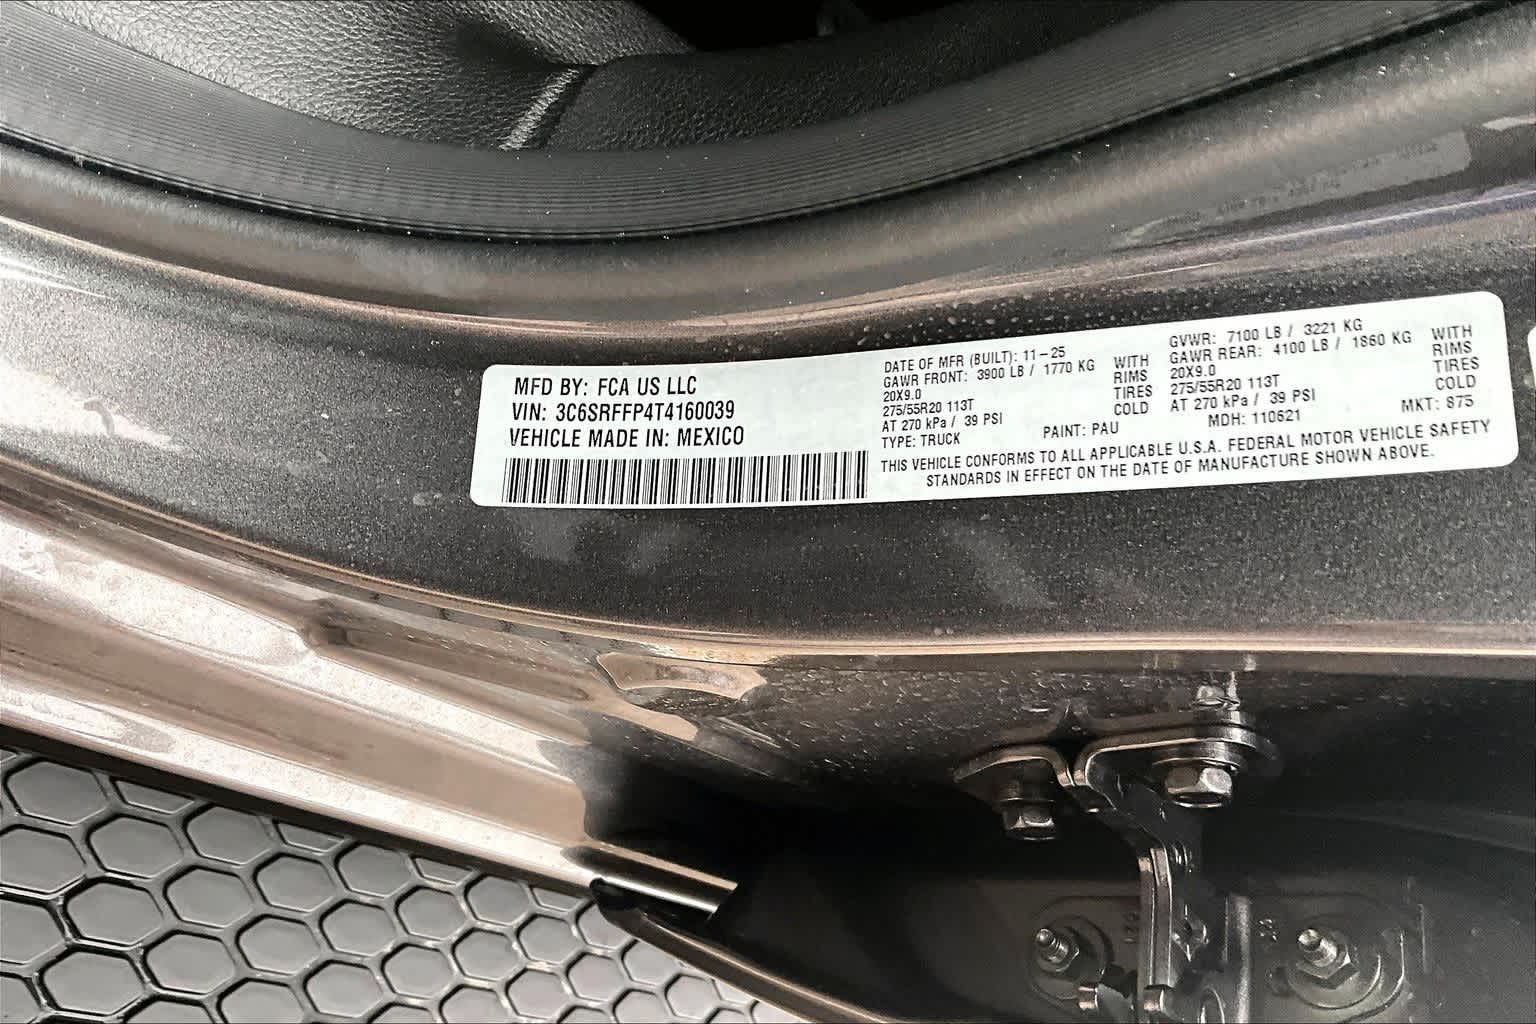 MFD BY: FCA US LLC
VIN: 3C6SRFFP4T4160039
VEHICLE MADE IN: MEXICO
DATE OF MFR (BUILT): 11-25
GAWR FRONT: 3900 LB / 1770 KG WITH
20X9.0 RIMS
275/55R20 113T TIRES
AT 270 kPa / 39 PSI COLD
TYPE: TRUCK PAINT: PAU
GVWR: 7100 LB / 3221 KG
GAWR REAR: 4100 LB / 1860 KG WITH
20X9.0 RIMS
275/55R20 113T TIRES
AT 270 kPa / 39 PSI COLD
MDH: 110621 MKT: 875
THIS VEHICLE CONFORMS TO ALL APPLICABLE U.S.A. FEDERAL MOTOR VEHICLE SAFETY
STANDARDS IN EFFECT ON THE DATE OF MANUFACTURE SHOWN ABOVE.